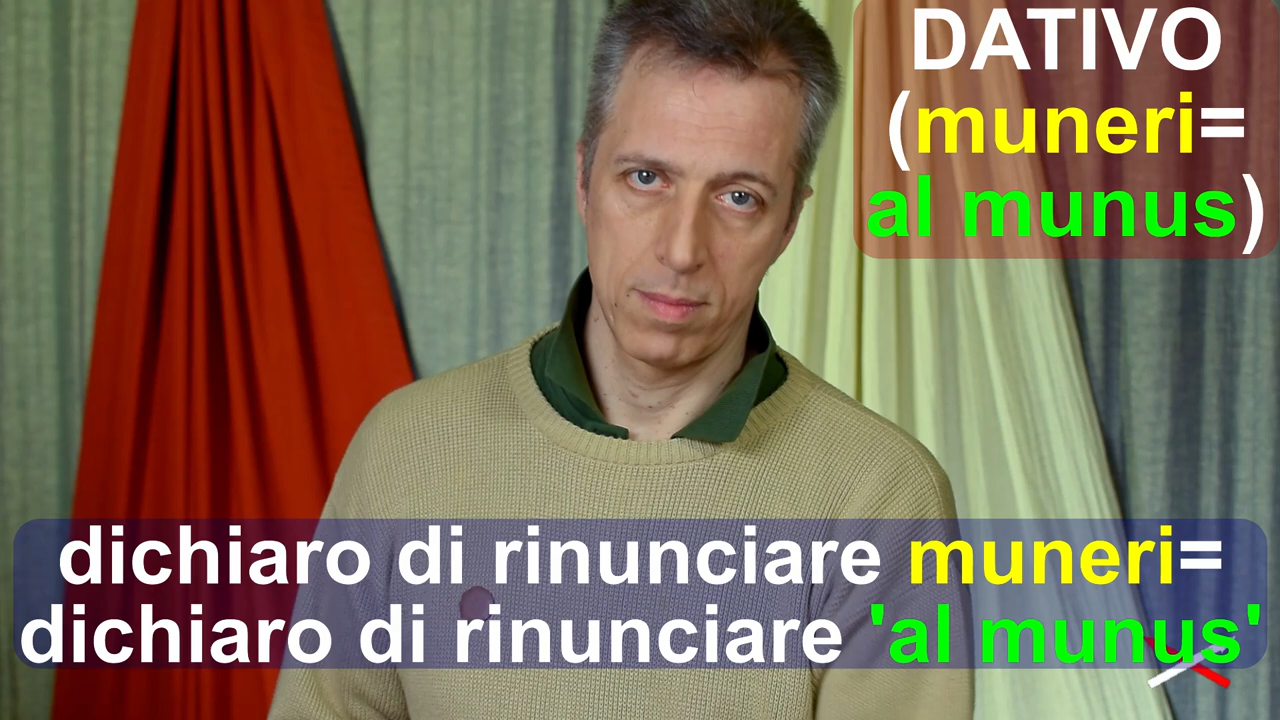 DATIVO
(muneri=
al munus)
dichiaro di rinunciare muneri=
dichiaro di rinunciare 'al munus'